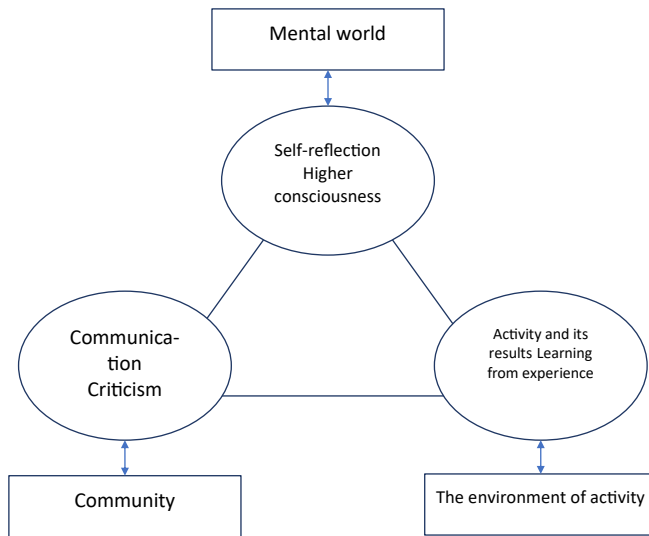 Mental world
Self-reflection
Higher
consciousness
Communica-
tion
Criticism
Activity and its
results Learning
from experience
Community
The environment of activity